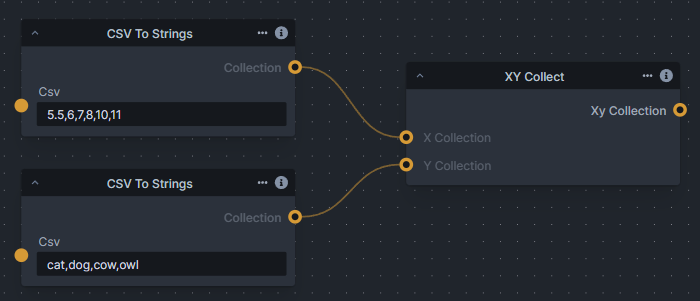 CSV To Strings
Collection
Csv
5.5,6,7,8,10,11
XY Collect
Xy Collection
X Collection
Y Collection
CSV To Strings
Collection
Csv
cat,dog,cow,owl